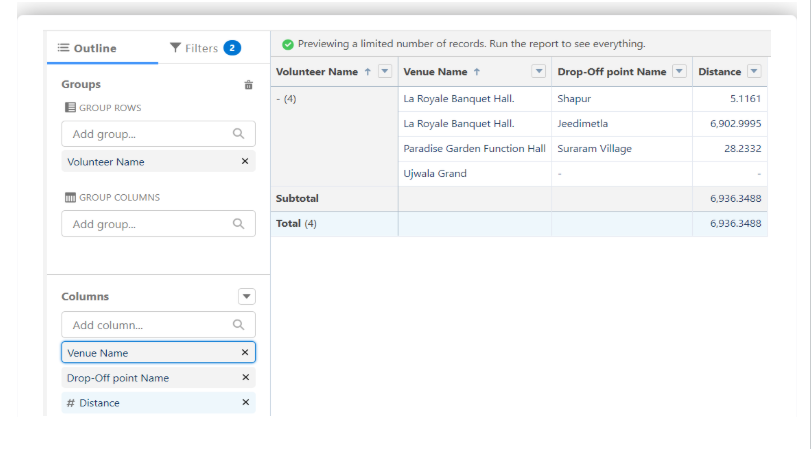 Outline
Filters 2
Groups
GROUP ROWS
Add group...
Volunteer Name ×
GROUP COLUMNS
Add group...
Columns
Add column...
Venue Name ×
Drop-Off point Name ×
# Distance ×
Previewing a limited number of records. Run the report to see everything.
Volunteer Name ↑ Venue Name ↑ Drop-Off point Name Distance
- (4) La Royale Banquet Hall. Shapur 5.1161
La Royale Banquet Hall. Jeedimetla 6,902.9995
Paradise Garden Function Hall Suraram Village 28.2332
Ujwala Grand - -
Subtotal 6,936.3488
Total (4) 6,936.3488